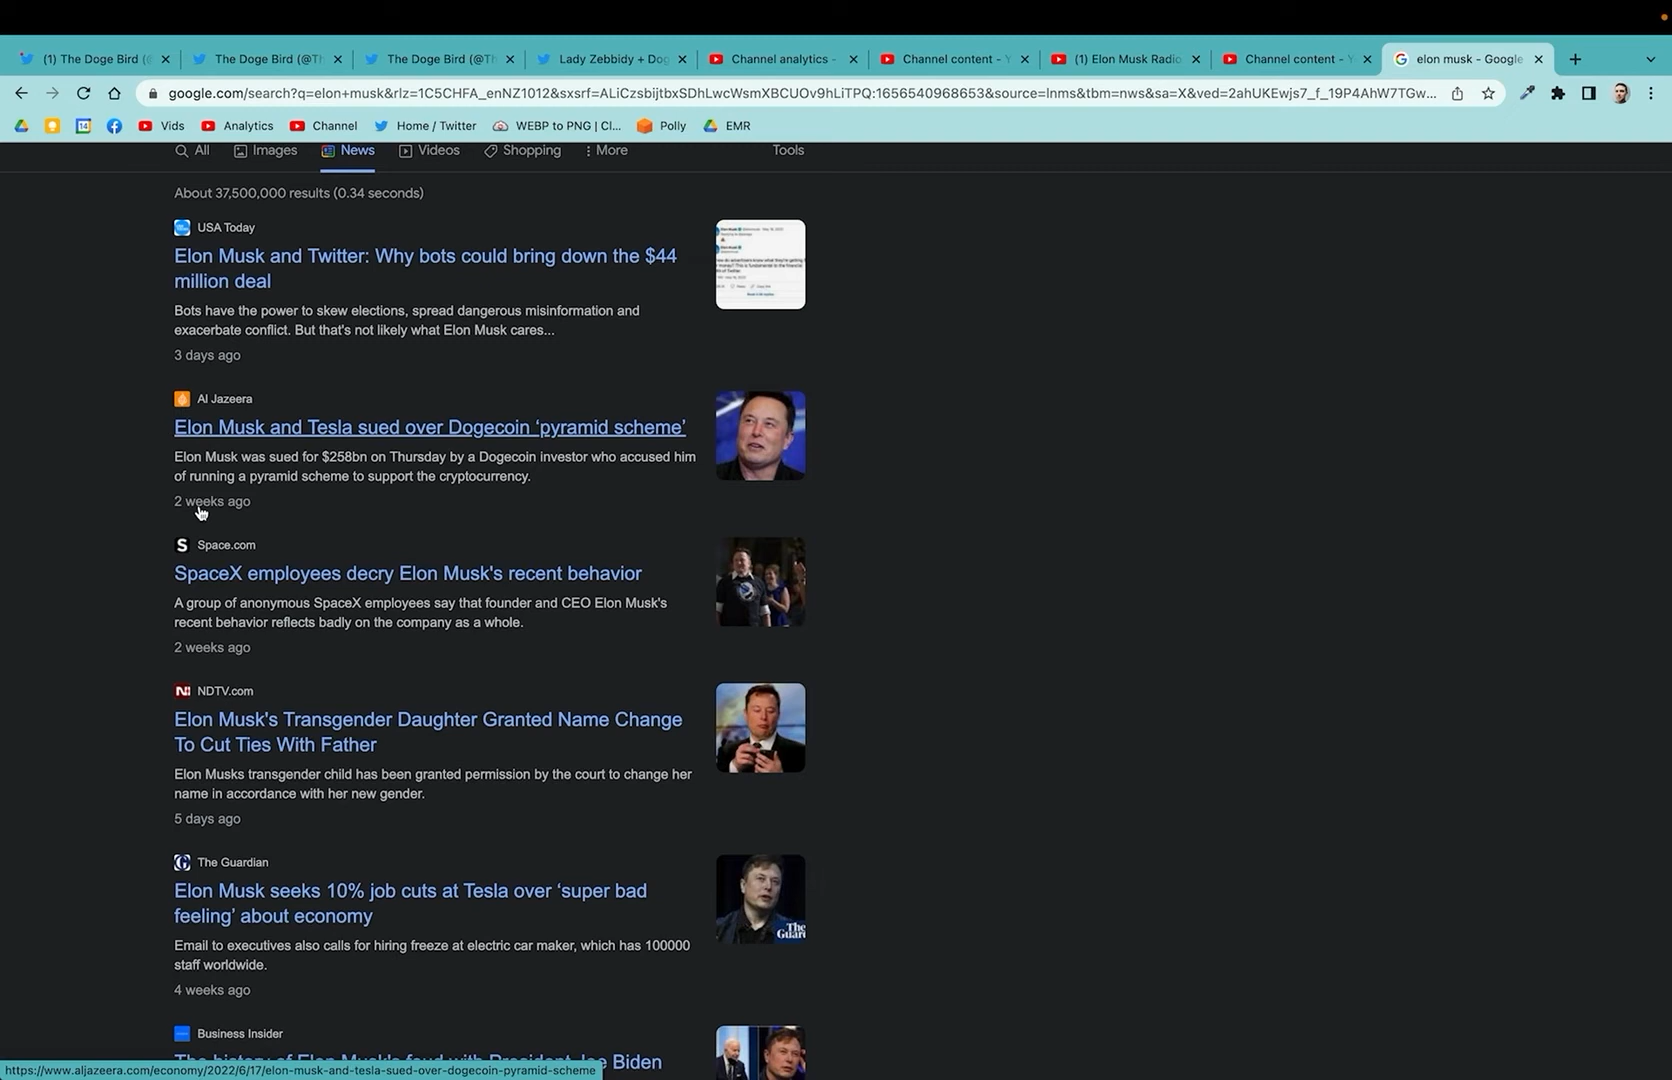 (1) The Doge Bird (@
The Doge Bird (@Th
The Doge Bird (@Th
Lady Zebbidy + Dog
Channel analytics -
Channel content - Y
(1) Elon Musk Radio
Channel content - Y
elon musk - Google
google.com/search?q=elon+musk&rlz=1C5CHFA_enNZ1012&sxsrf=ALiCzsbijtbxSDhLwcWsmXBCUOv9hLiTPQ:1656540968653&source=lnms&tbm=nws&sa=X&ved=2ahUKEwjs7_f_19P4AhW7TGw...
Vids
Analytics
Channel
Home / Twitter
WEBP to PNG | Cl...
Polly
EMR
All
Images
News
Videos
Shopping
More
Tools
About 37,500,000 results (0.34 seconds)
USA Today
Elon Musk and Twitter: Why bots could bring down the $44
million deal
Bots have the power to skew elections, spread dangerous misinformation and
exacerbate conflict. But that's not likely what Elon Musk cares...
3 days ago
Al Jazeera
Elon Musk and Tesla sued over Dogecoin ‘pyramid scheme’
Elon Musk was sued for $258bn on Thursday by a Dogecoin investor who accused him
of running a pyramid scheme to support the cryptocurrency.
2 weeks ago
Space.com
SpaceX employees decry Elon Musk's recent behavior
A group of anonymous SpaceX employees say that founder and CEO Elon Musk's
recent behavior reflects badly on the company as a whole.
2 weeks ago
NDTV.com
Elon Musk's Transgender Daughter Granted Name Change
To Cut Ties With Father
Elon Musks transgender child has been granted permission by the court to change her
name in accordance with her new gender.
5 days ago
The Guardian
Elon Musk seeks 10% job cuts at Tesla over ‘super bad
feeling’ about economy
Email to executives also calls for hiring freeze at electric car maker, which has 100000
staff worldwide.
4 weeks ago
Business Insider
The history of Elon Musk's feud with President Joe Biden
https://www.aljazeera.com/economy/2022/6/17/elon-musk-and-tesla-sued-over-dogecoin-pyramid-scheme